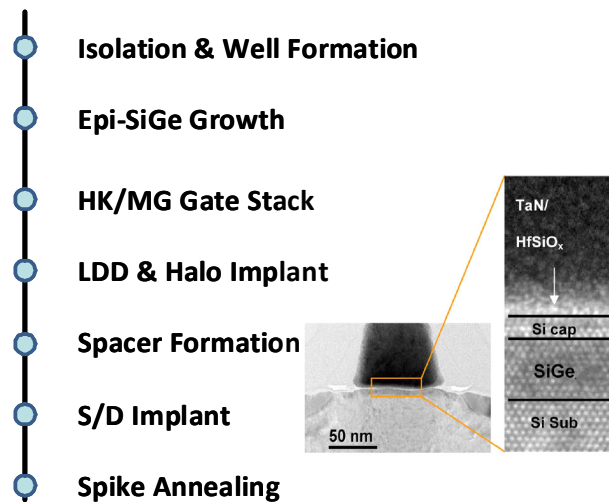 Isolation & Well Formation
Epi-SiGe Growth
HK/MG Gate Stack
LDD & Halo Implant
Spacer Formation
S/D Implant
Spike Annealing
50 nm
TaN/
HfSiOₓ
Si cap
SiGe
Si Sub